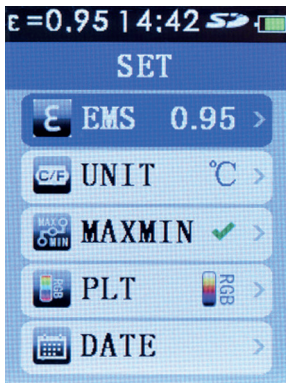 ε=0.95 14:42 SD
SET
ε EMS 0.95 >
C/F UNIT °C >
MAX MIN MAXMIN ✔ >
RGB PLT RGB >
DATE >